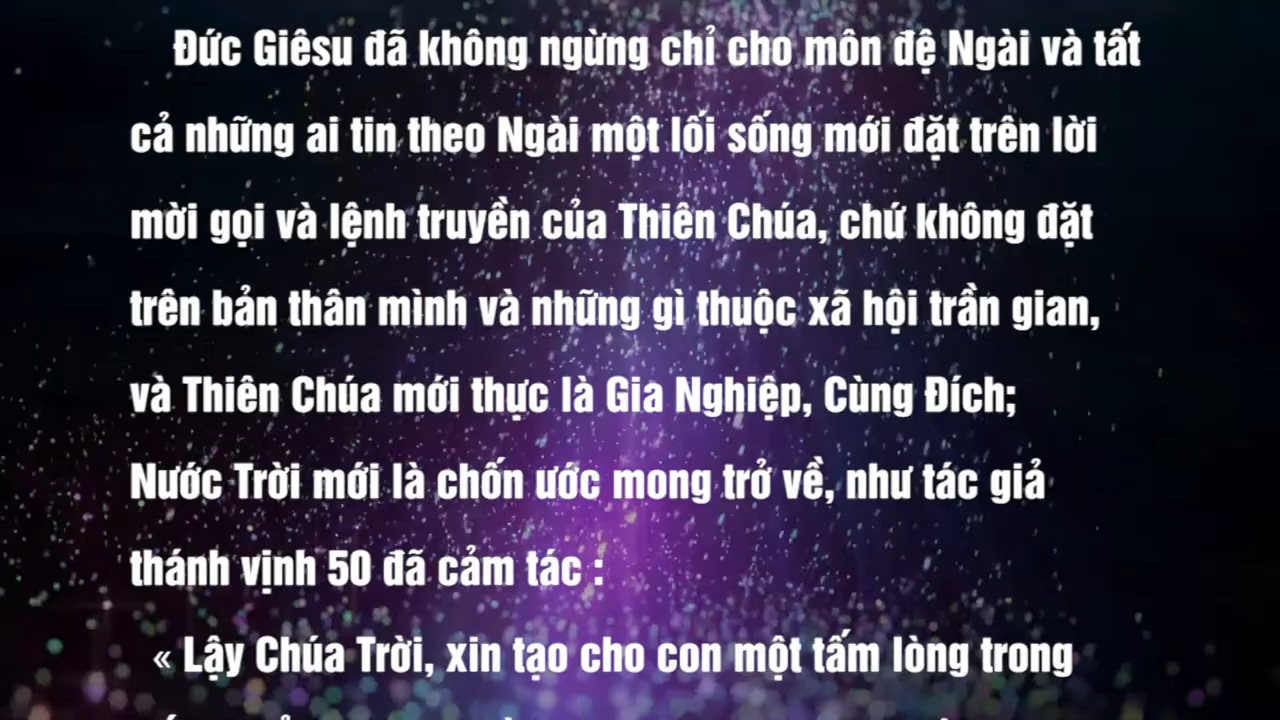 Đức Giêsu đã không ngừng chỉ cho môn đệ Ngài và tất
cả những ai tin theo Ngài một lối sống mới đặt trên lời
mời gọi và lệnh truyền của Thiên Chúa, chứ không đặt
trên bản thân mình và những gì thuộc xã hội trần gian,
và Thiên Chúa mới thực là Gia Nghiệp, Cùng Đích;
Nước Trời mới là chốn ước mong trở về, như tác giả
thánh vịnh 50 đã cảm tác :
« Lậy Chúa Trời, xin tạo cho con một tấm lòng trong